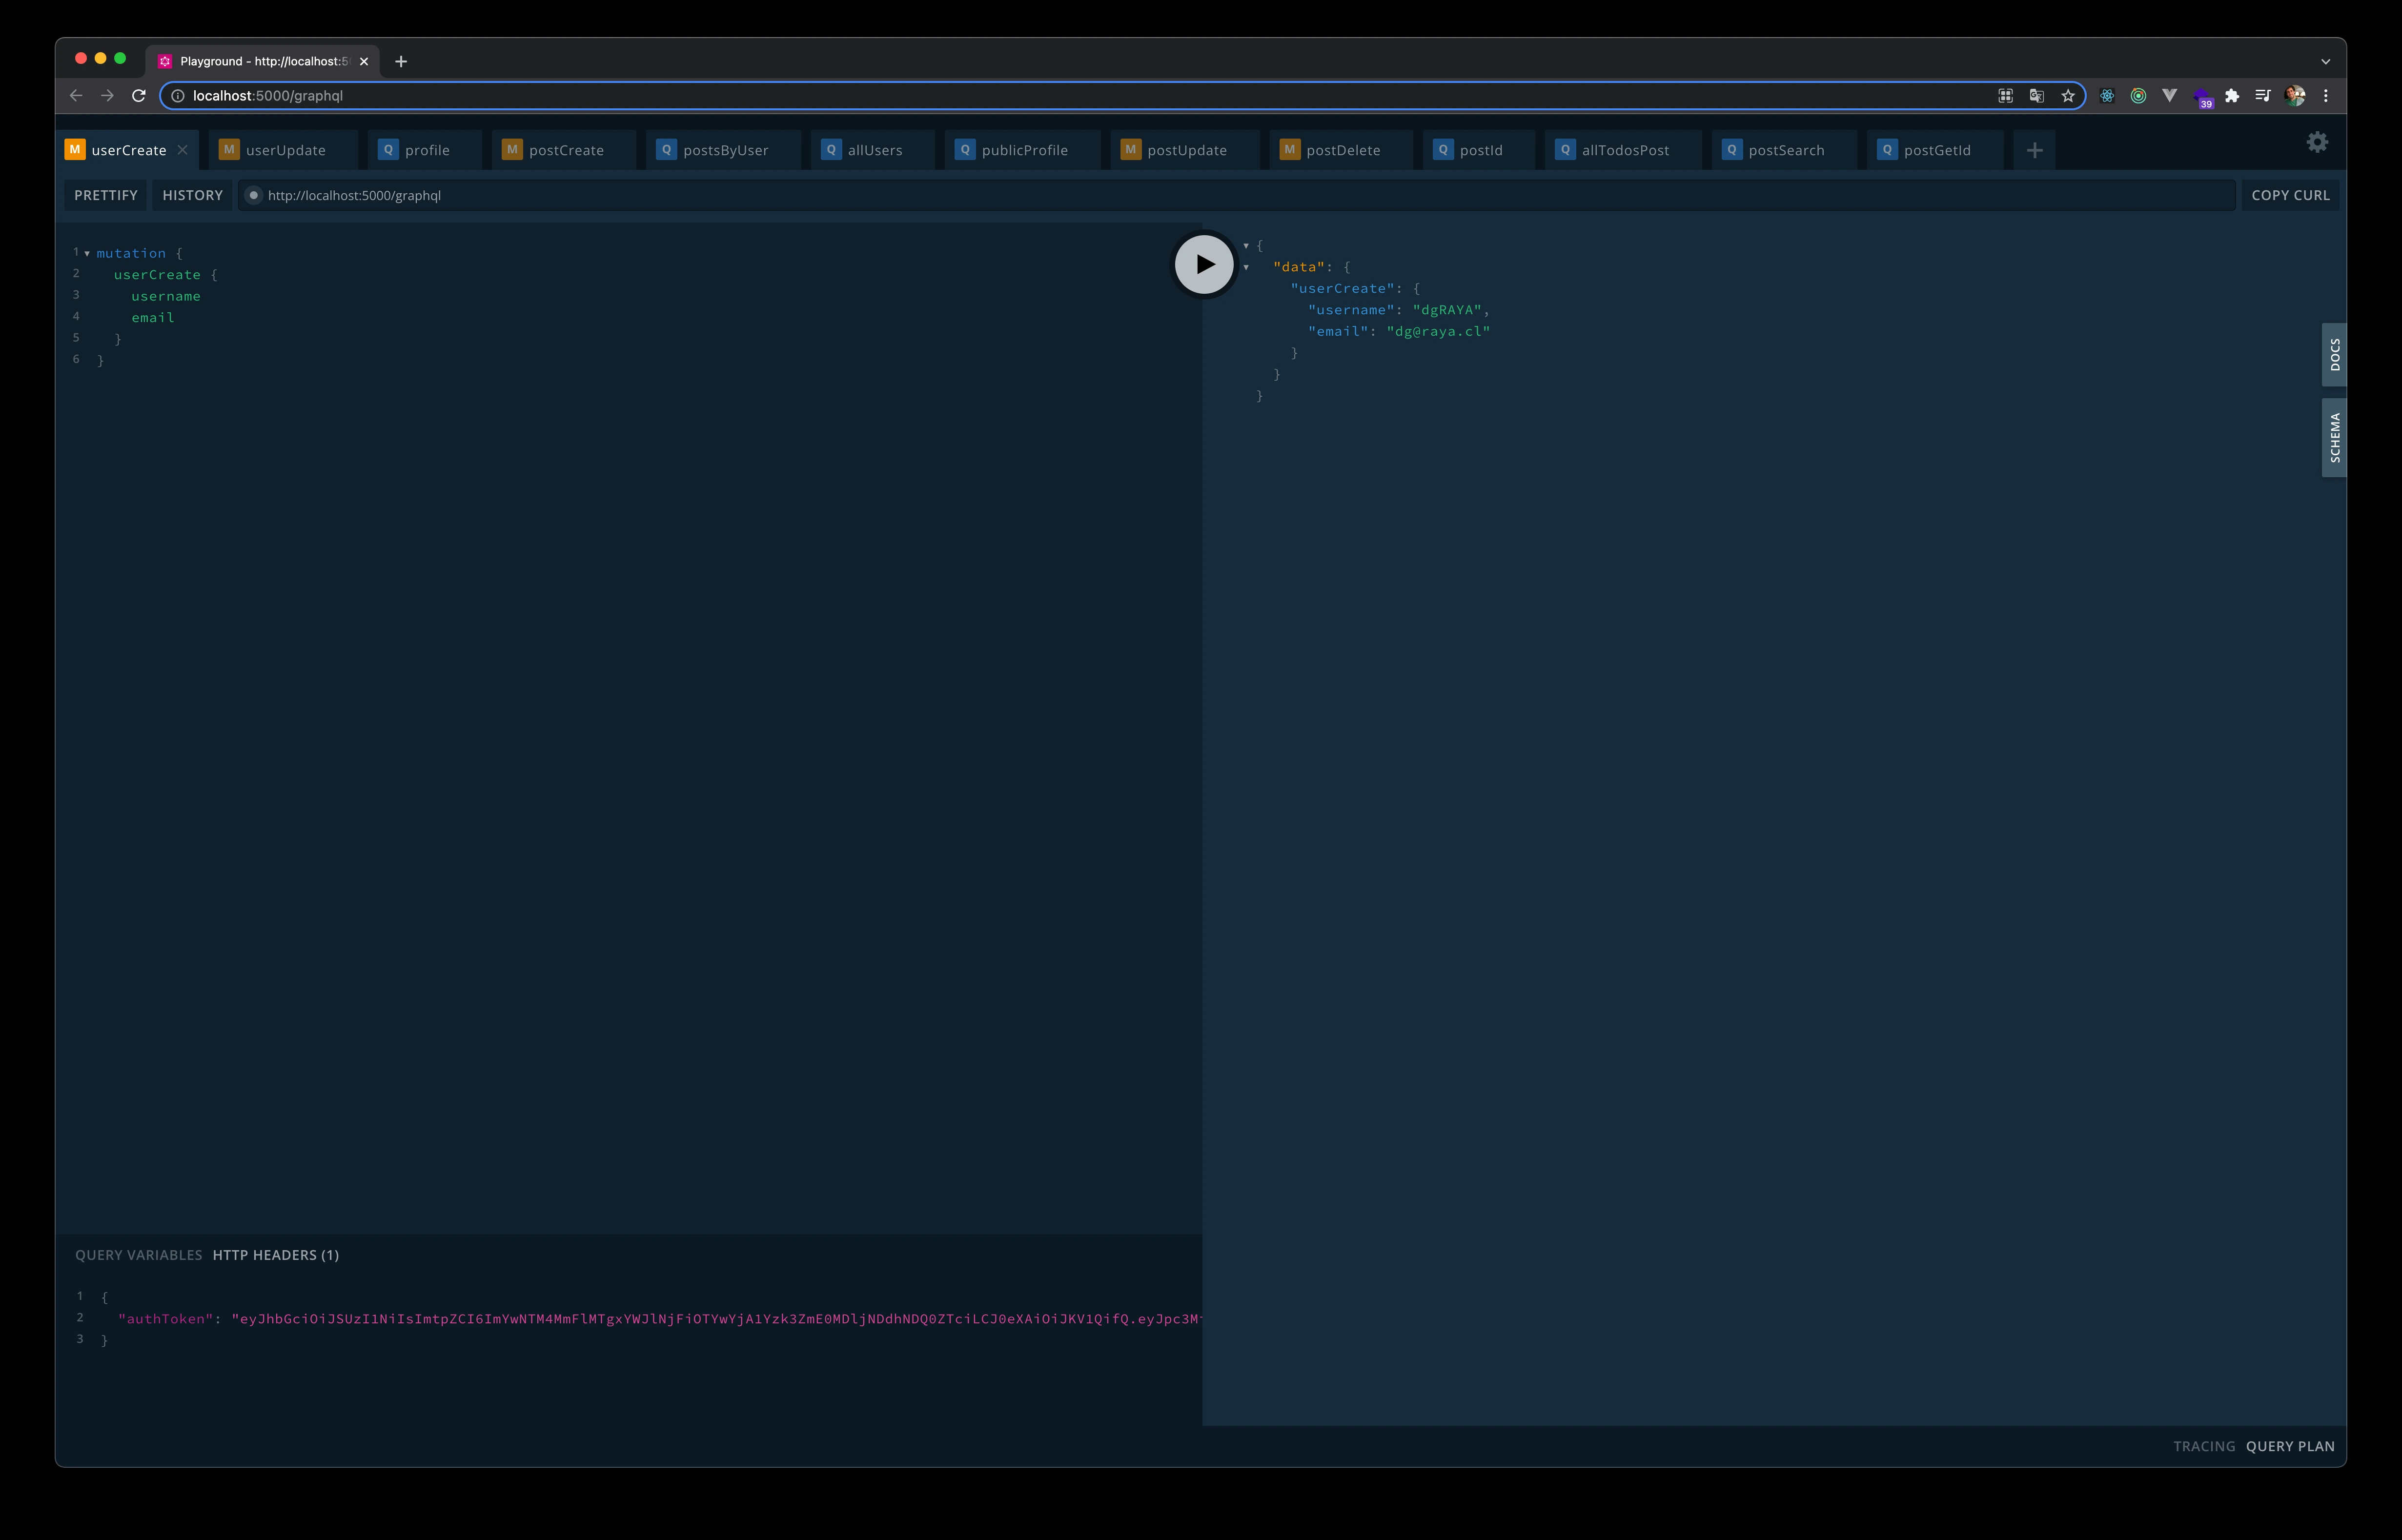 Playground - http://localhost:50
localhost:5000/graphql
39
M userCreate M userUpdate Q profile M postCreate Q postsByUser Q allUsers Q publicProfile M postUpdate M postDelete Q postId Q allTodosPost Q postSearch Q postGetId
PRETTIFY HISTORY http://localhost:5000/graphql COPY CURL
1 mutation {
2 userCreate {
3 username
4 email
5 }
6 }
{
"data": {
"userCreate": {
"username": "dgRAYA",
"email": "dg@raya.cl"
}
}
}
DOCS
SCHEMA
QUERY VARIABLES HTTP HEADERS (1)
1 {
2 "authToken": "eyJhbGciOiJSUzI1NiIsImtpZCI6ImYwNTM4MmFlMTgxYWJlNjFiOTYwYjA1Yzk3ZmE0MDljNDdhNDQ0ZTciLCJ0eXAiOiJKV1QifQ.eyJpc3Mi
3 }
TRACING QUERY PLAN